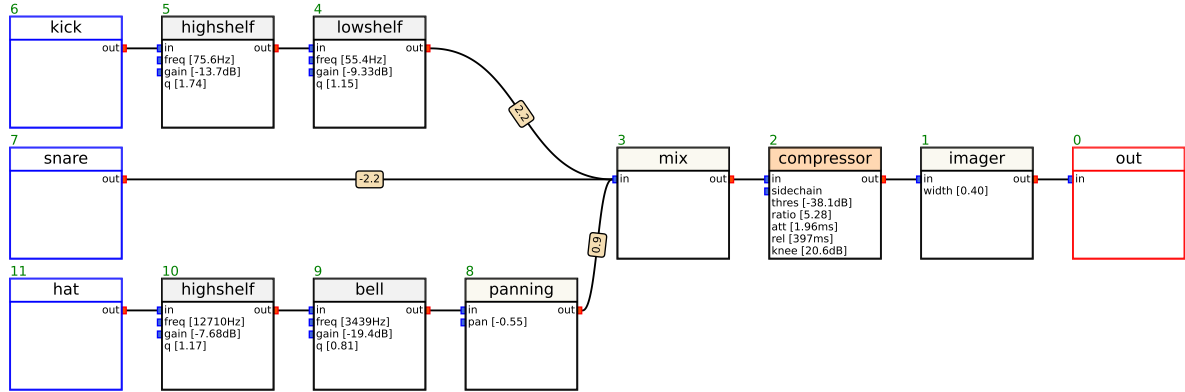 6
kick
out
5
highshelf
in out
freq [75.6Hz]
gain [-13.7dB]
q [1.74]
4
lowshelf
in out
freq [55.4Hz]
gain [-9.33dB]
q [1.15]
2.2
7
snare
out
-2.2
3
mix
in out
2
compressor
in out
sidechain
thres [-38.1dB]
ratio [5.28]
att [1.96ms]
rel [397ms]
knee [20.6dB]
1
imager
in out
width [0.40]
0
out
in
0.9
11
hat
out
10
highshelf
in out
freq [12710Hz]
gain [-7.68dB]
q [1.17]
9
bell
in out
freq [3439Hz]
gain [-19.4dB]
q [0.81]
8
panning
in out
pan [-0.55]